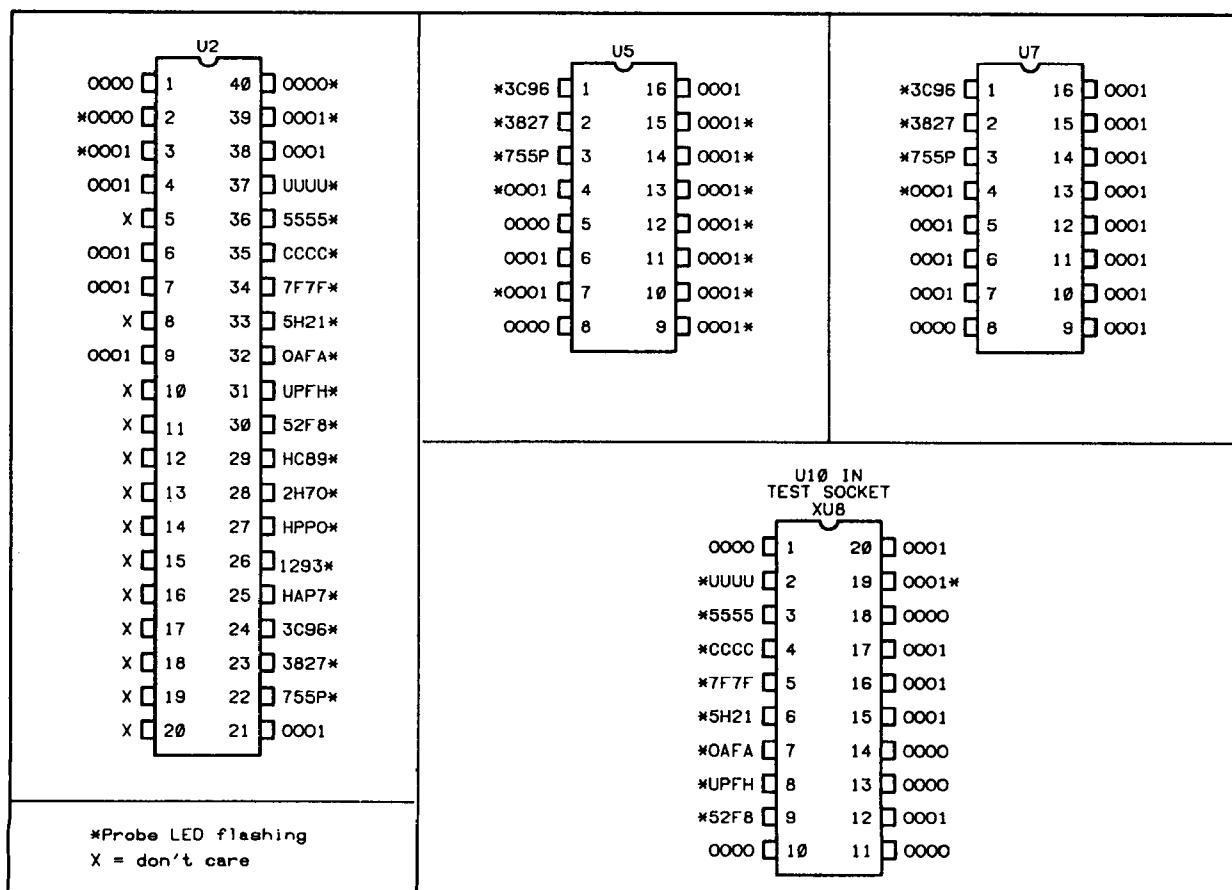 U2
0000 1 40 0000*
*0000 2 39 0001*
*0001 3 38 0001
0001 4 37 UUUU*
X 5 36 5555*
0001 6 35 CCCC*
0001 7 34 7F7F*
X 8 33 5H21*
0001 9 32 0AFA*
X 10 31 UPFH*
X 11 30 52F8*
X 12 29 HC89*
X 13 28 2H70*
X 14 27 HPP0*
X 15 26 1293*
X 16 25 HAP7*
X 17 24 3C96*
X 18 23 3827*
X 19 22 755P*
X 20 21 0001
*Probe LED flashing
X = don't care
U5
*3C96 1 16 0001
*3827 2 15 0001*
*755P 3 14 0001*
*0001 4 13 0001*
0000 5 12 0001*
0001 6 11 0001*
*0001 7 10 0001*
0000 8 9 0001*
U7
*3C96 1 16 0001
*3827 2 15 0001
*755P 3 14 0001
*0001 4 13 0001
0001 5 12 0001
0001 6 11 0001
0001 7 10 0001
0000 8 9 0001
U10 IN
TEST SOCKET
XU8
0000 1 20 0001
*UUUU 2 19 0001*
*5555 3 18 0000
*CCCC 4 17 0001
*7F7F 5 16 0001
*5H21 6 15 0001
*0AFA 7 14 0000
*UPFH 8 13 0000
*52F8 9 12 0001
0000 10 11 0000